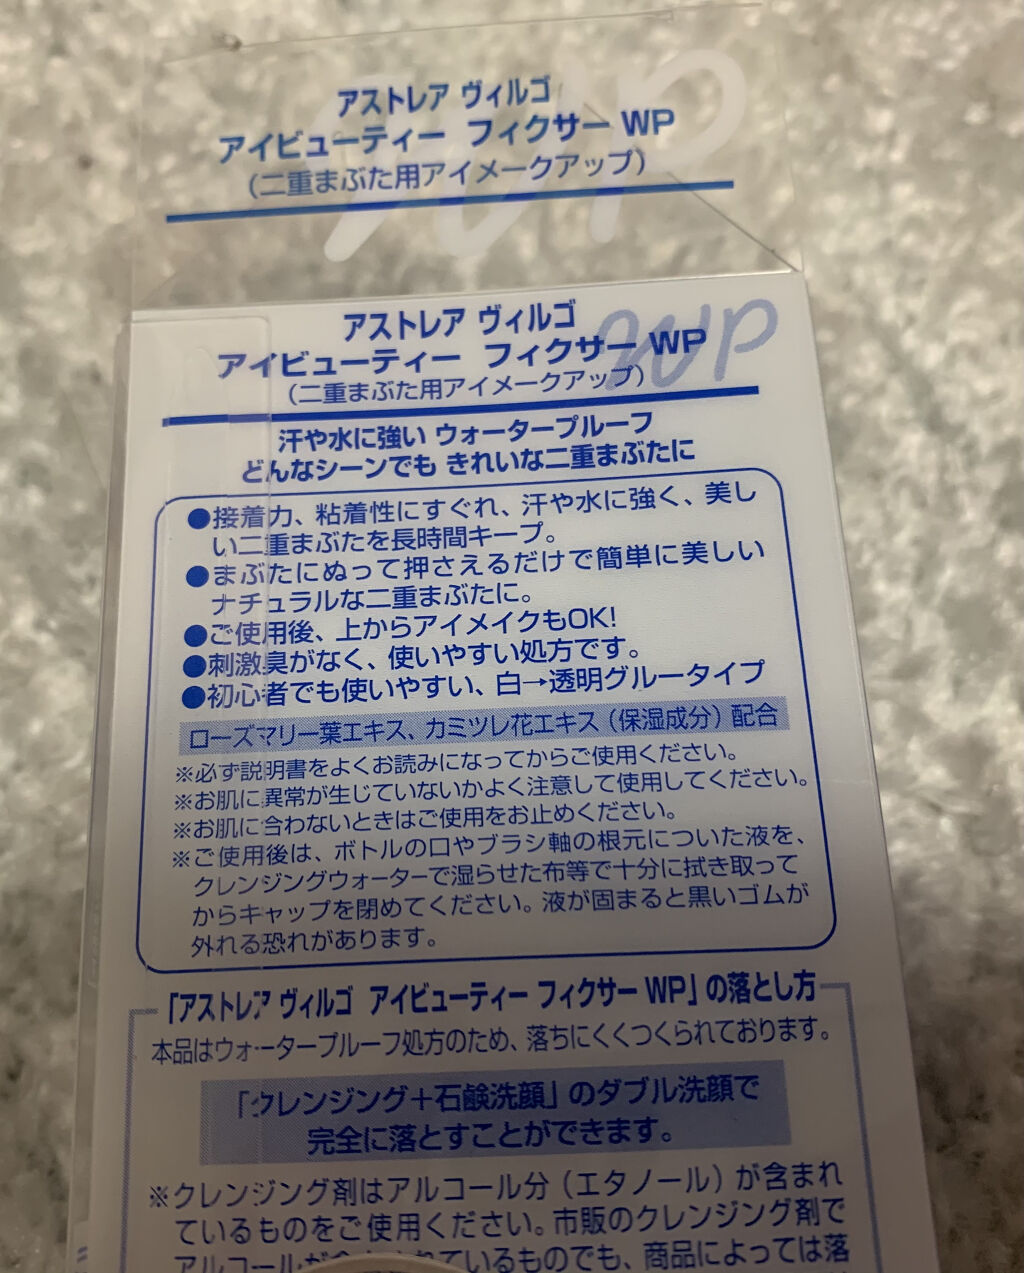 アストレア ヴィルゴ
アイビューティー フィクサー WP
（二重まぶた用アイメークアップ）
WP
アストレア ヴィルゴ
アイビューティー フィクサー WP
（二重まぶた用アイメークアップ）
WP
汗や水に強い ウォータープルーフ
どんなシーンでも きれいな二重まぶたに
●接着力、粘着性にすぐれ、汗や水に強く、美し
い二重まぶたを長時間キープ。
●まぶたにぬって押さえるだけで簡単に美しい
ナチュラルな二重まぶたに。
●ご使用後、上からアイメイクもOK!
●刺激臭がなく、使いやすい処方です。
●初心者でも使いやすい、白→透明グルータイプ
ローズマリー葉エキス、カミツレ花エキス（保湿成分）配合
※必ず説明書をよくお読みになってからご使用ください。
※お肌に異常が生じていないかよく注意して使用してください。
※お肌に合わないときはご使用をお止めください。
※ご使用後は、ボトルの口やブラシ軸の根元についた液を、
クレンジングウォーターで湿らせた布等で十分に拭き取って
からキャップを閉めてください。液が固まると黒いゴムが
外れる恐れがあります。
「アストレア ヴィルゴ アイビューティー フィクサー WP」の落とし方
本品はウォータープルーフ処方のため、落ちにくくつくられております。
「クレンジング＋石鹸洗顔」のダブル洗顔で
完全に落とすことができます。
※クレンジング剤はアルコール分（エタノール）が含まれ
ているものをご使用ください。市販のクレンジング剤で
アルコールが含まれているものでも、商品によっては落